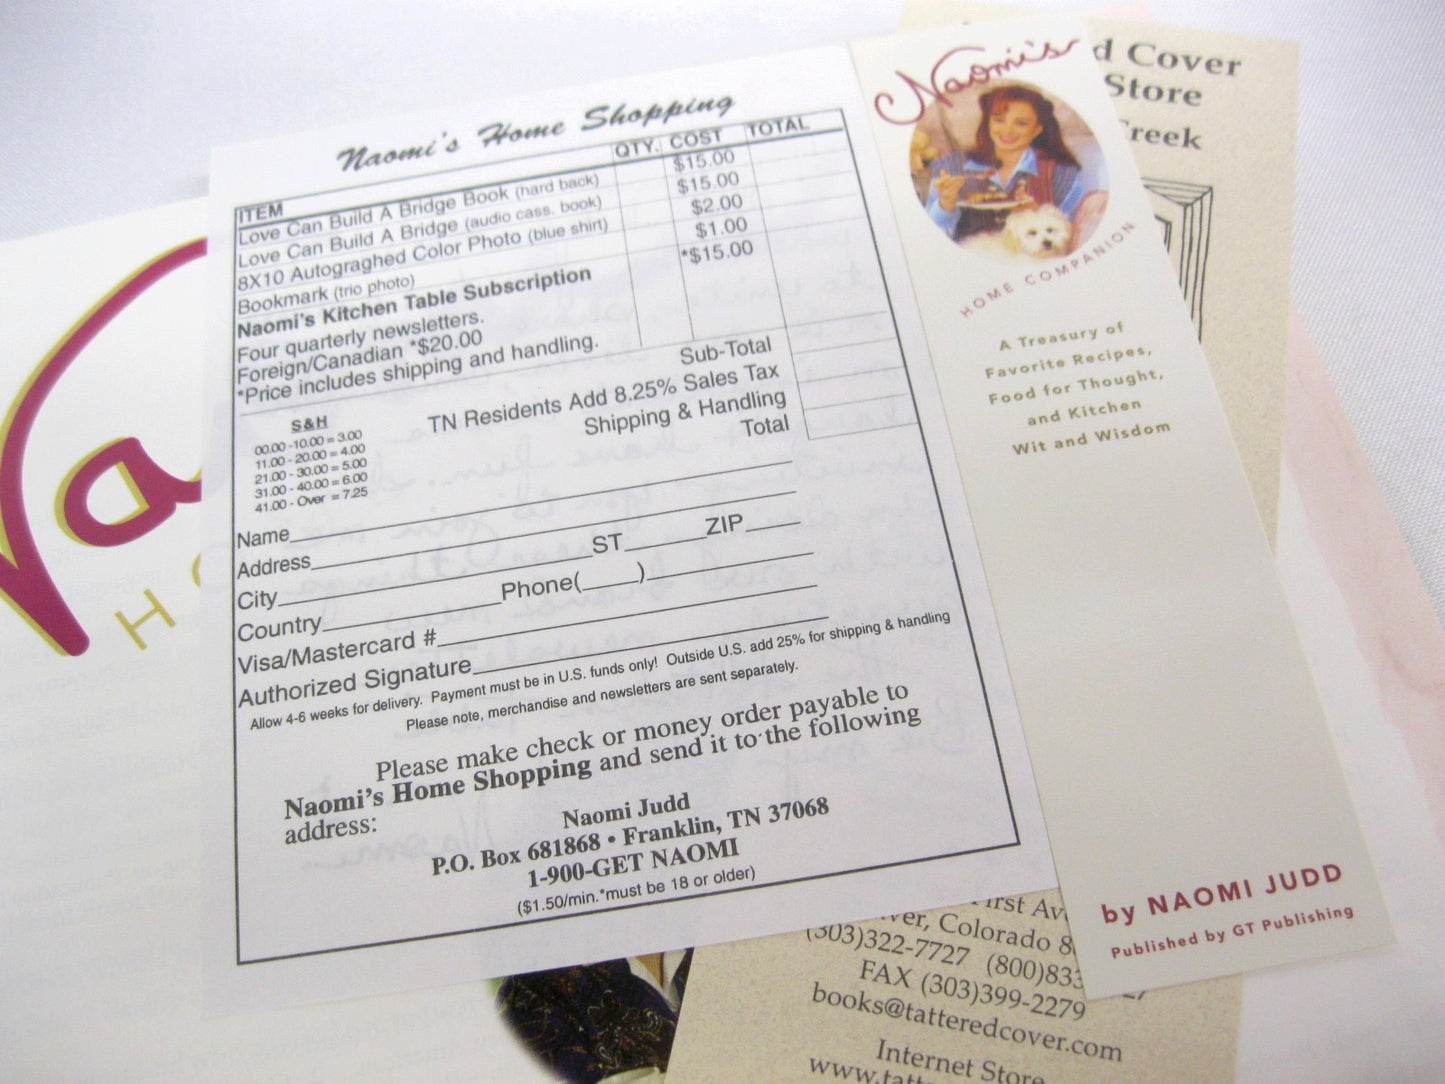 Naomi's Home Shopping
ITEM QTY. COST TOTAL
Love Can Build A Bridge Book (hard back) $15.00
Love Can Build A Bridge (audio cass. book) $15.00
8X10 Autograghed Color Photo (blue shirt) $2.00
Bookmark (trio photo) $1.00
Naomi's Kitchen Table Subscription *$15.00
Four quarterly newsletters.
Foreign/Canadian *$20.00
*Price includes shipping and handling.
Sub-Total
TN Residents Add 8.25% Sales Tax
Shipping & Handling
Total
S&H
00.00 -10.00 = 3.00
11.00 - 20.00 = 4.00
21.00 - 30.00 = 5.00
31.00 - 40.00 = 6.00
41.00 - Over = 7.25
Name
Address
City ST ZIP
Country Phone( )
Visa/Mastercard #
Authorized Signature
Allow 4-6 weeks for delivery. Payment must be in U.S. funds only! Outside U.S. add 25% for shipping & handling
Please note, merchandise and newsletters are sent separately.
Please make check or money order payable to
Naomi's Home Shopping and send it to the following
address:
Naomi Judd
P.O. Box 681868 • Franklin, TN 37068
1-900-GET NAOMI
($1.50/min.*must be 18 or older)
Naomi's
HOME COMPANION
A Treasury of
Favorite Recipes,
Food for Thought,
and Kitchen
Wit and Wisdom
by NAOMI JUDD
Published by GT Publishing
d Cover
Store
Creek
First Av
ver, Colorado 8
(303)322-7727 (800)833
FAX (303)399-2279
books@tatteredcover.com
Internet Store
www.tatt
Na
H